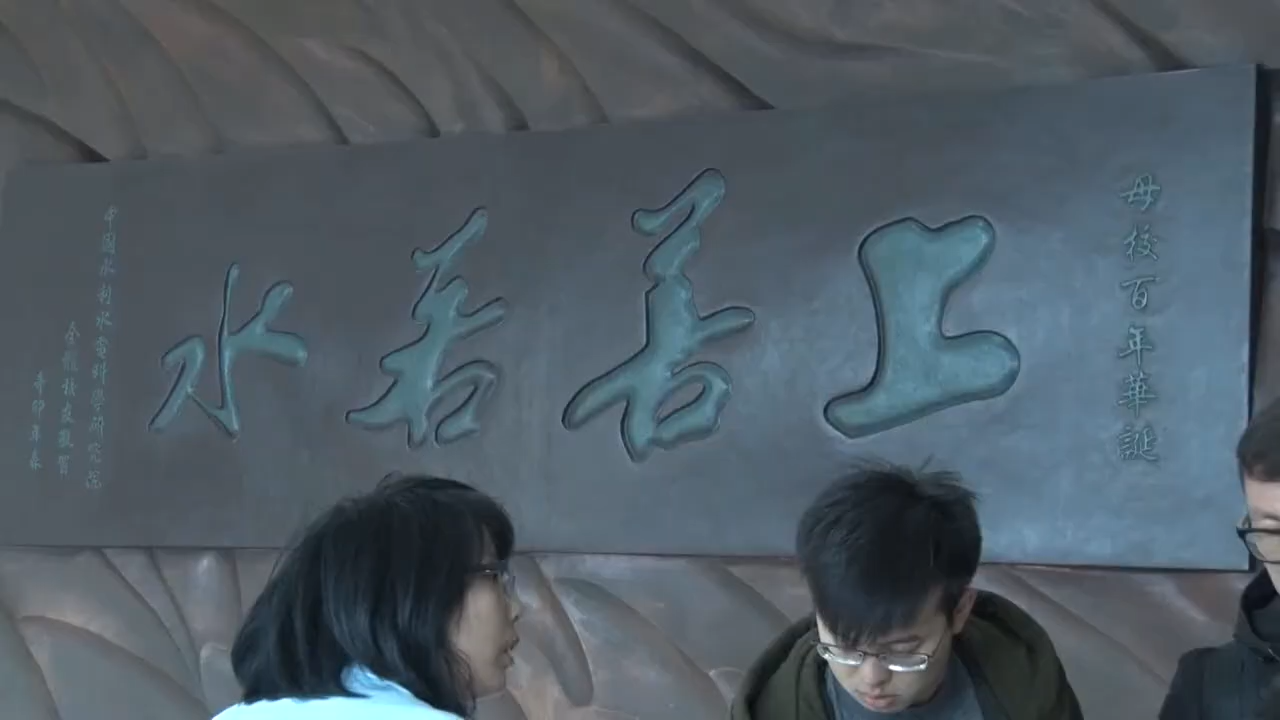 母校百年華誕
上善若水
中國水利水電科學研究院
全體校友敬賀
辛卯年春